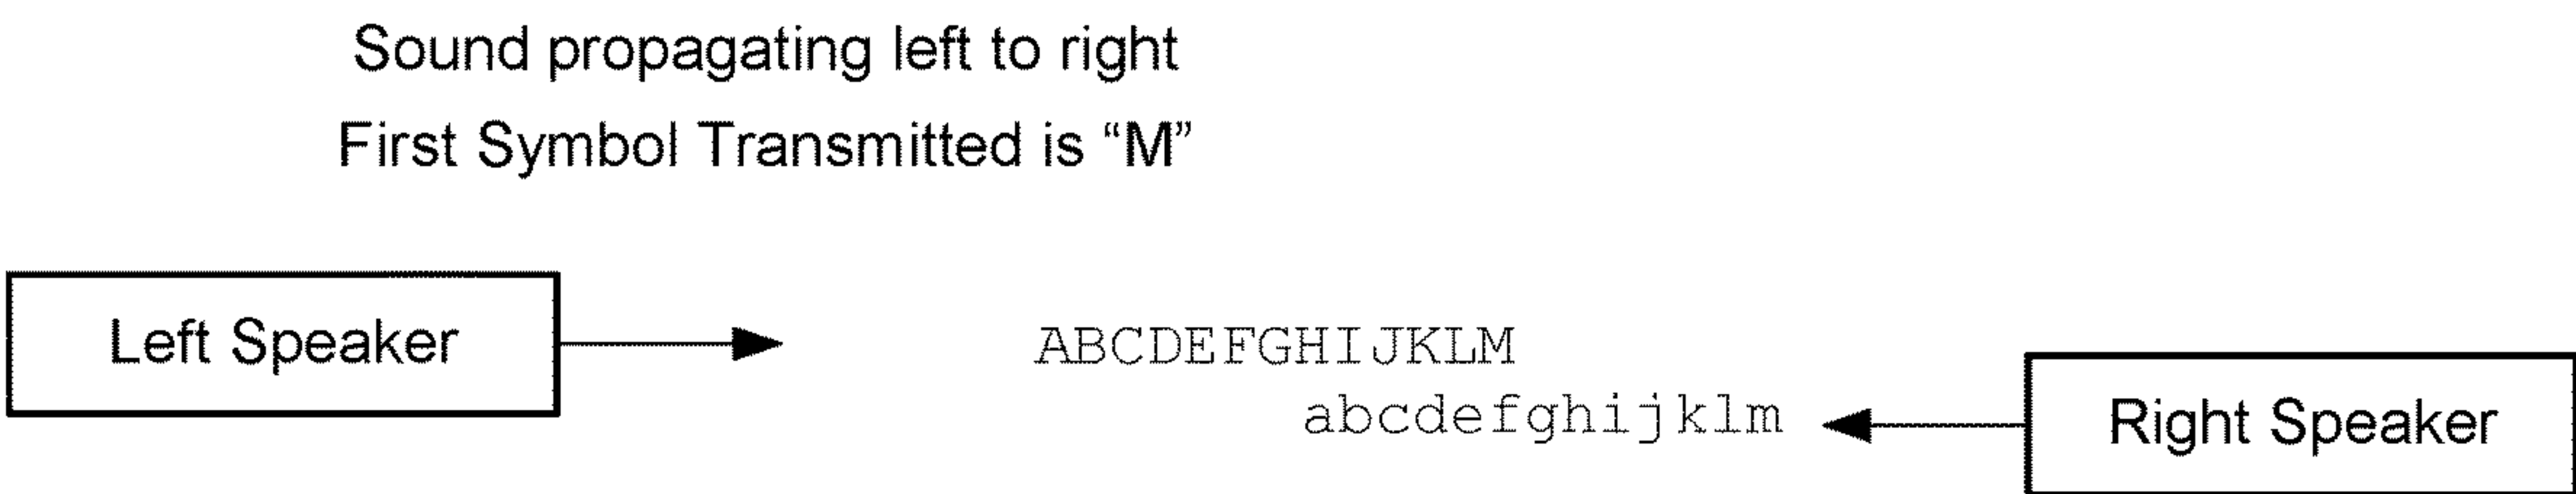 Sound propagating left to right
First Symbol Transmitted is “M”
Left Speaker
ABCDEFGHIJKLM
abcdefghijklm
Right Speaker